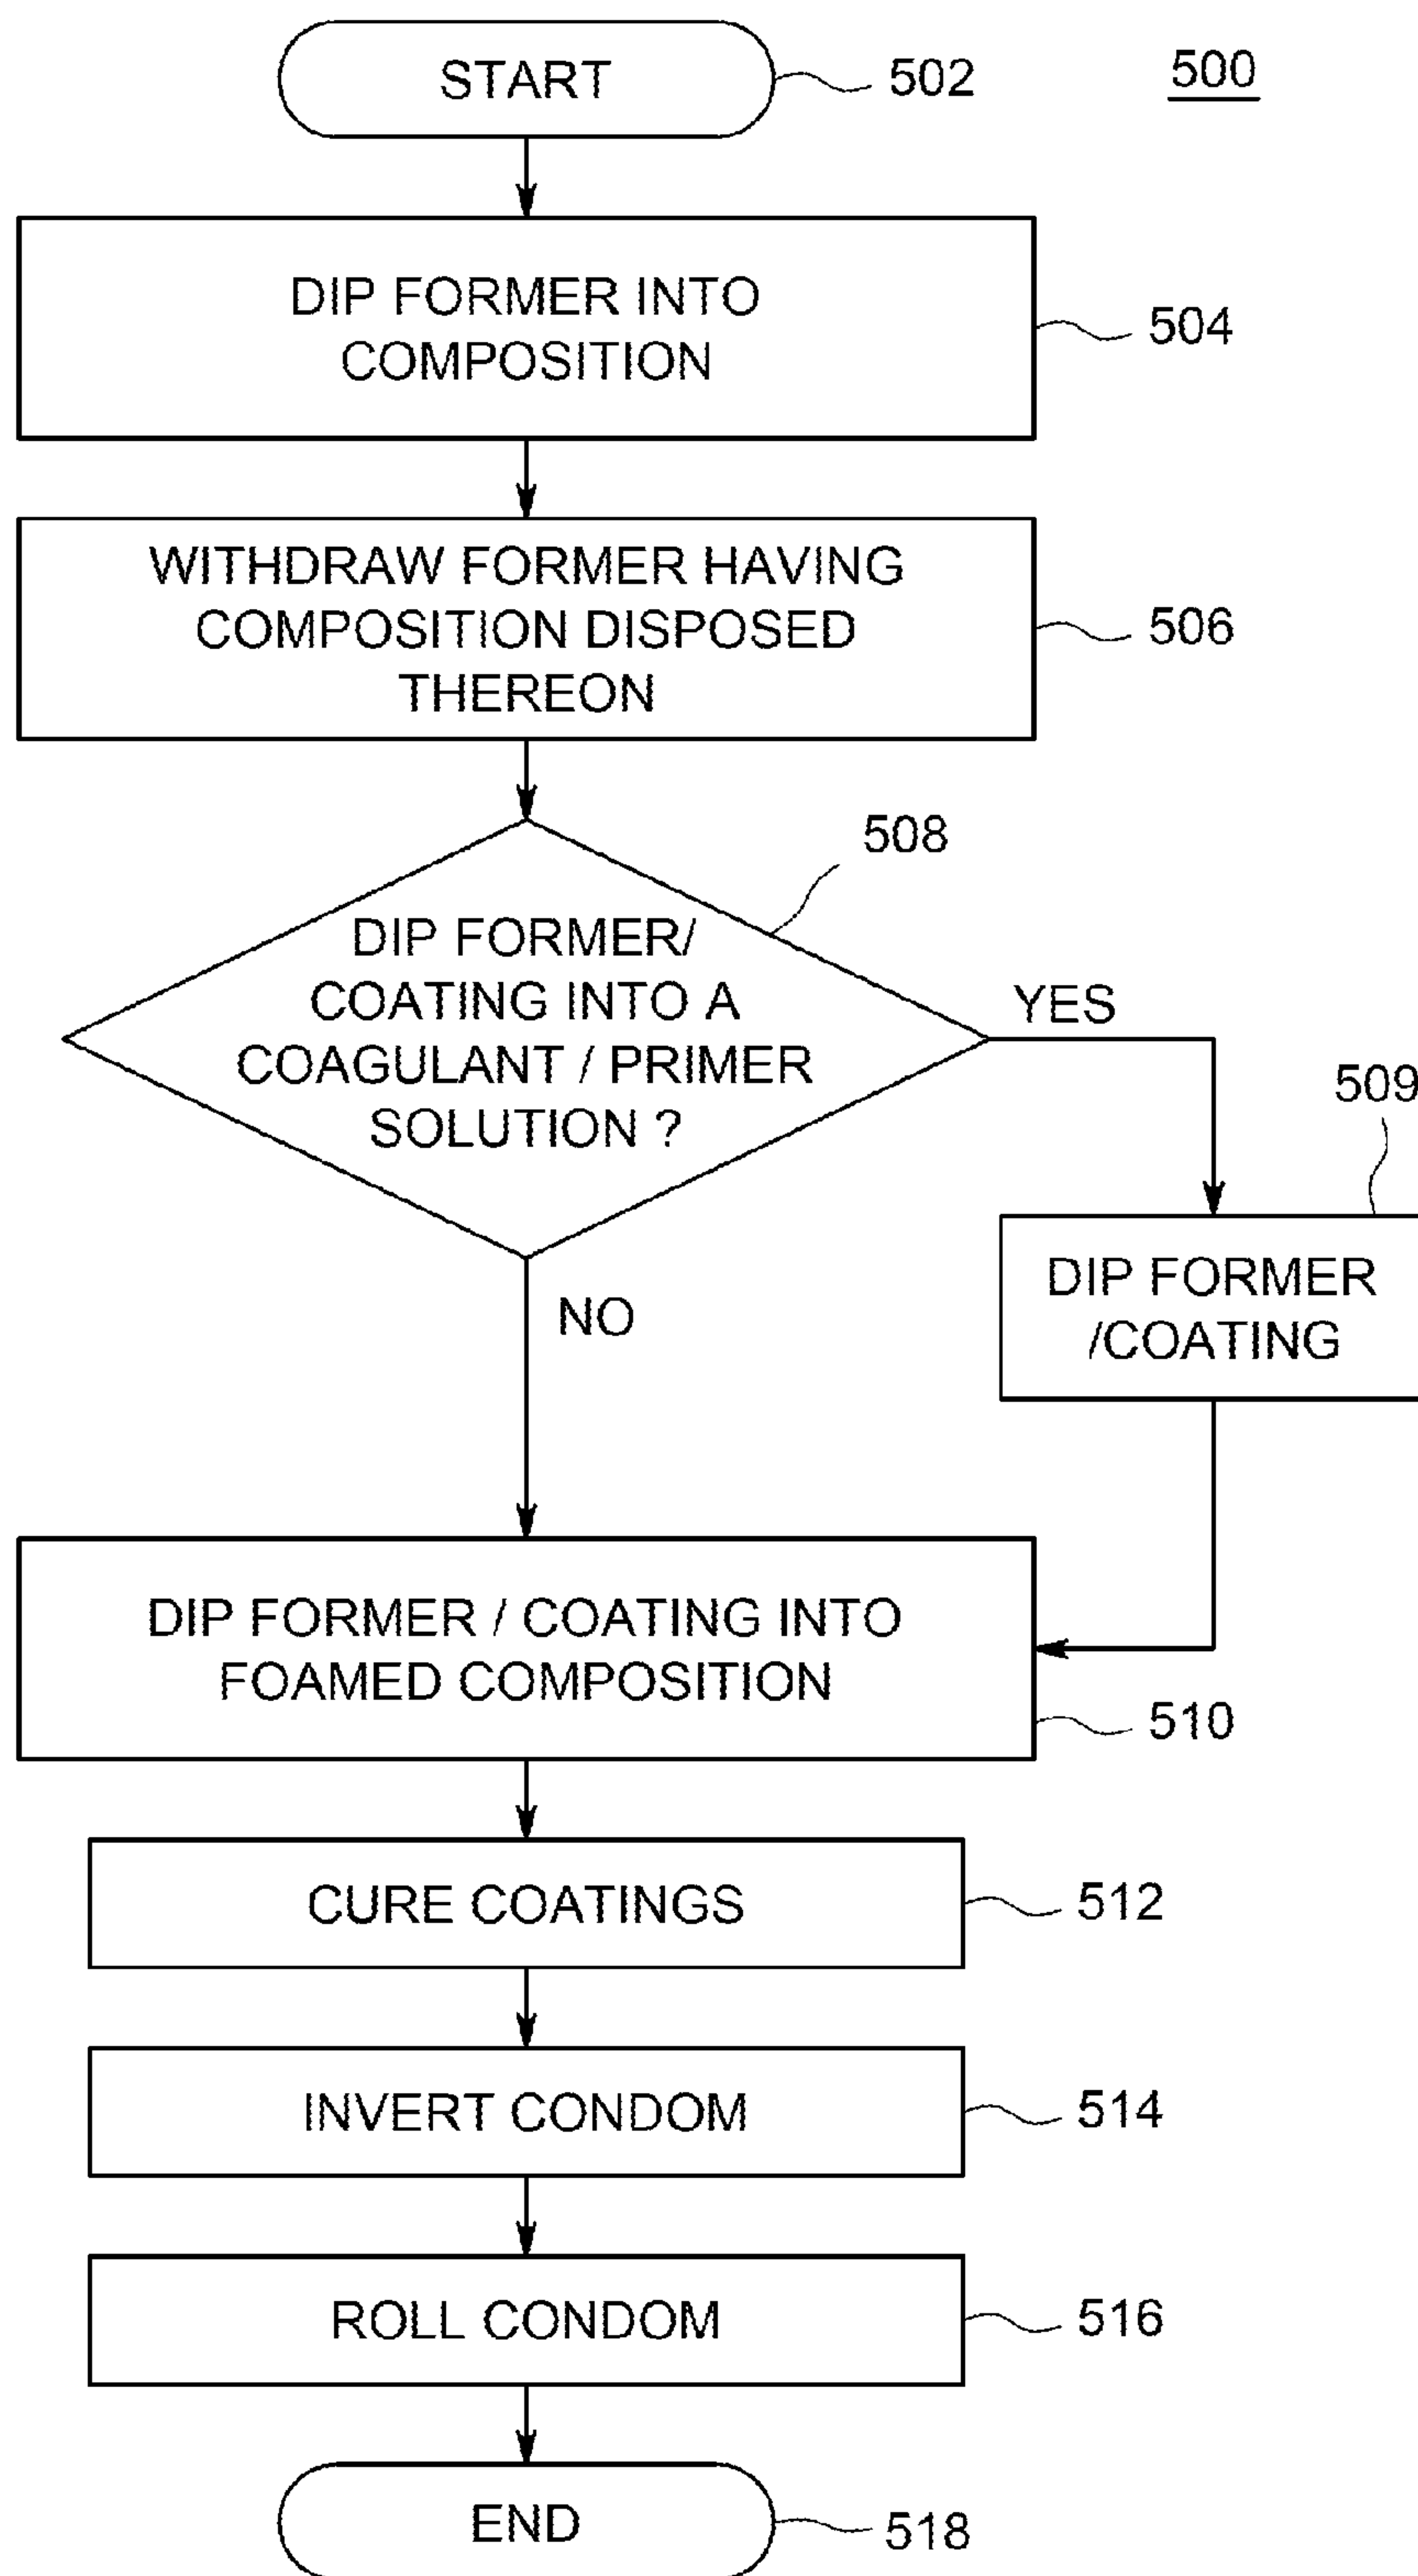 START
502
500
DIP FORMER INTO
COMPOSITION
504
WITHDRAW FORMER HAVING
COMPOSITION DISPOSED
THEREON
506
508
DIP FORMER/
COATING INTO A
COAGULANT / PRIMER
SOLUTION ?
YES
509
DIP FORMER
/COATING
NO
DIP FORMER / COATING INTO
FOAMED COMPOSITION
510
CURE COATINGS
512
INVERT CONDOM
514
ROLL CONDOM
516
END
518